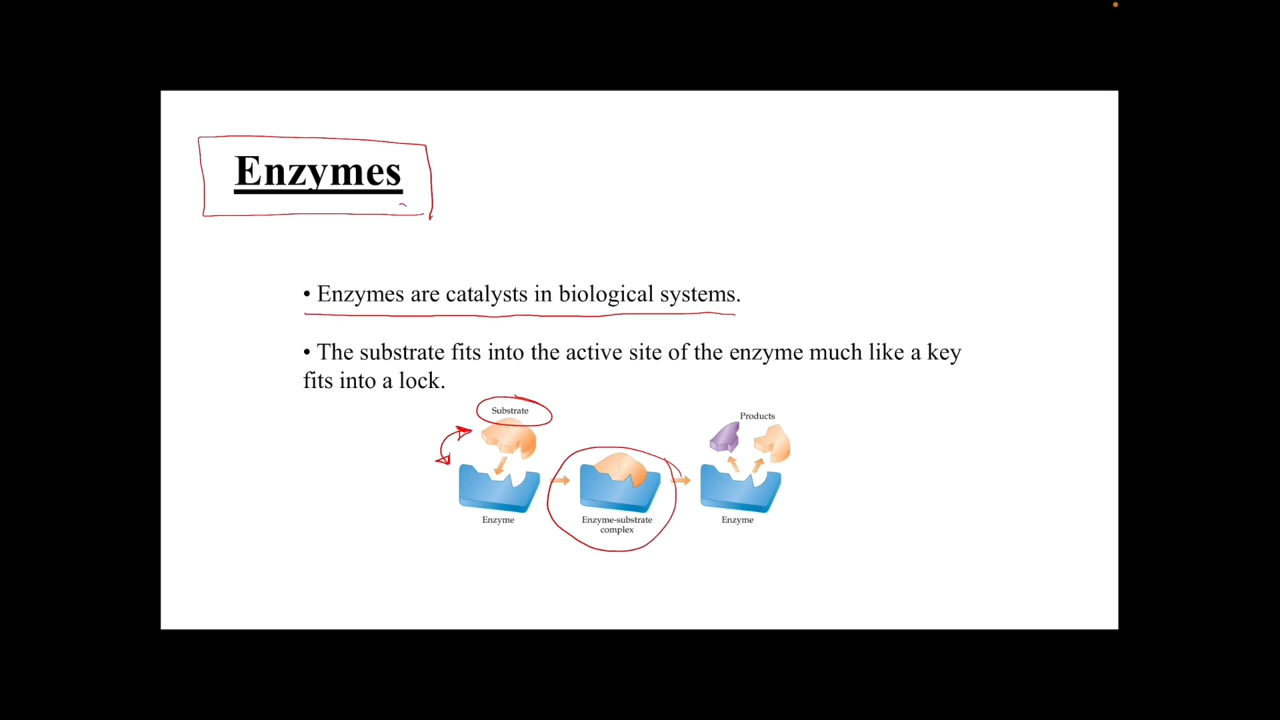 Enzymes
• Enzymes are catalysts in biological systems.
• The substrate fits into the active site of the enzyme much like a key
fits into a lock.
Substrate
Products
Enzyme
Enzyme-substrate
complex
Enzyme